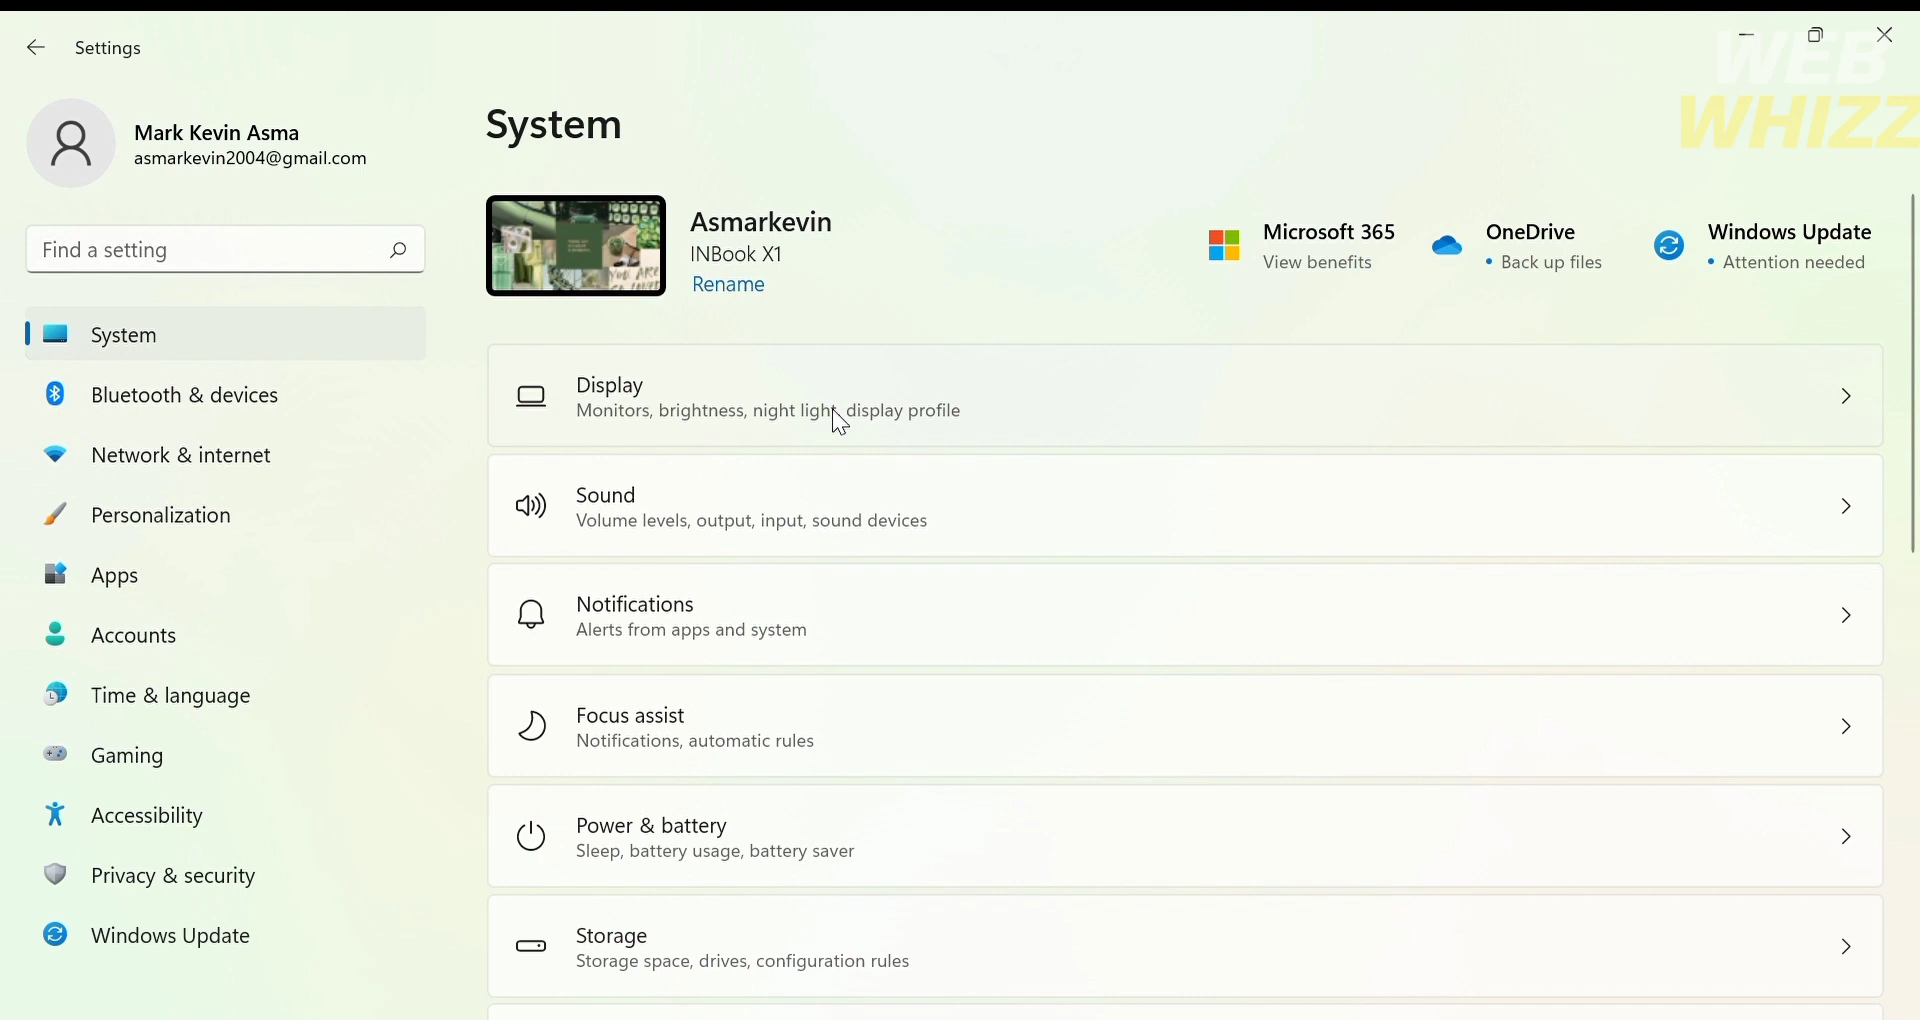 Settings
WEB
WHIZZ
Mark Kevin Asma
asmarkevin2004@gmail.com
Find a setting
System
Bluetooth & devices
Network & internet
Personalization
Apps
Accounts
Time & language
Gaming
Accessibility
Privacy & security
Windows Update
System
Asmarkevin
INBook X1
Rename
Microsoft 365
View benefits
OneDrive
• Back up files
Windows Update
• Attention needed
Display
Monitors, brightness, night light, display profile
Sound
Volume levels, output, input, sound devices
Notifications
Alerts from apps and system
Focus assist
Notifications, automatic rules
Power & battery
Sleep, battery usage, battery saver
Storage
Storage space, drives, configuration rules